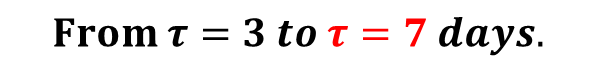 From τ = 3 to τ = 7 days.